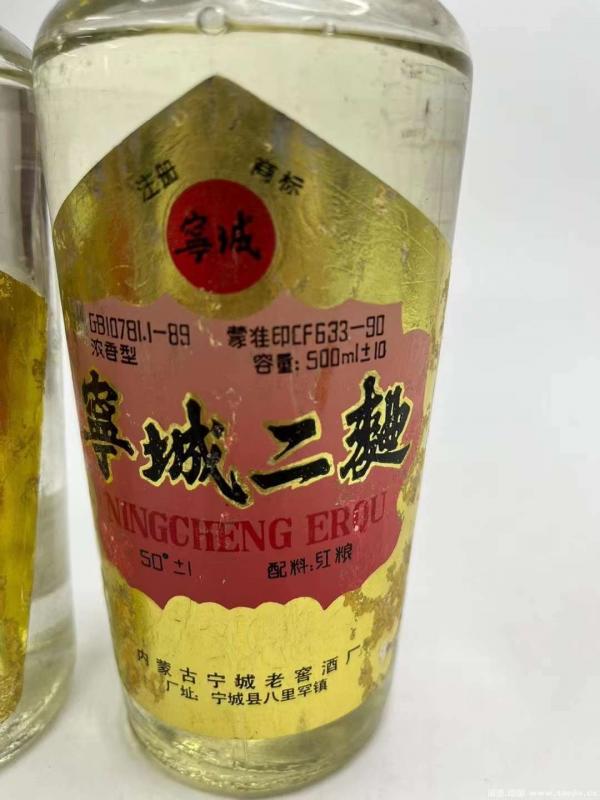 注册 商标
寧城
GB10781.1-89 蒙准印CF633-90
浓香型 容量:500ml±10
寧城二麯
NINGCHENG ERQU
50°±1 配料:红粮
内蒙古宁城老窖酒厂
厂址:宁城县八里罕镇